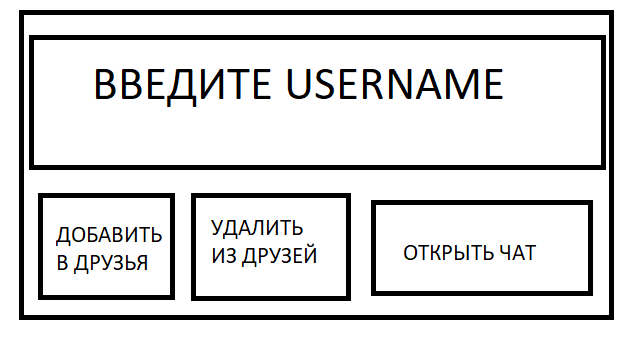 ВВЕДИТЕ USERNAME
ДОБАВИТЬ
В ДРУЗЬЯ
УДАЛИТЬ
ИЗ ДРУЗЕЙ
ОТКРЫТЬ ЧАТ